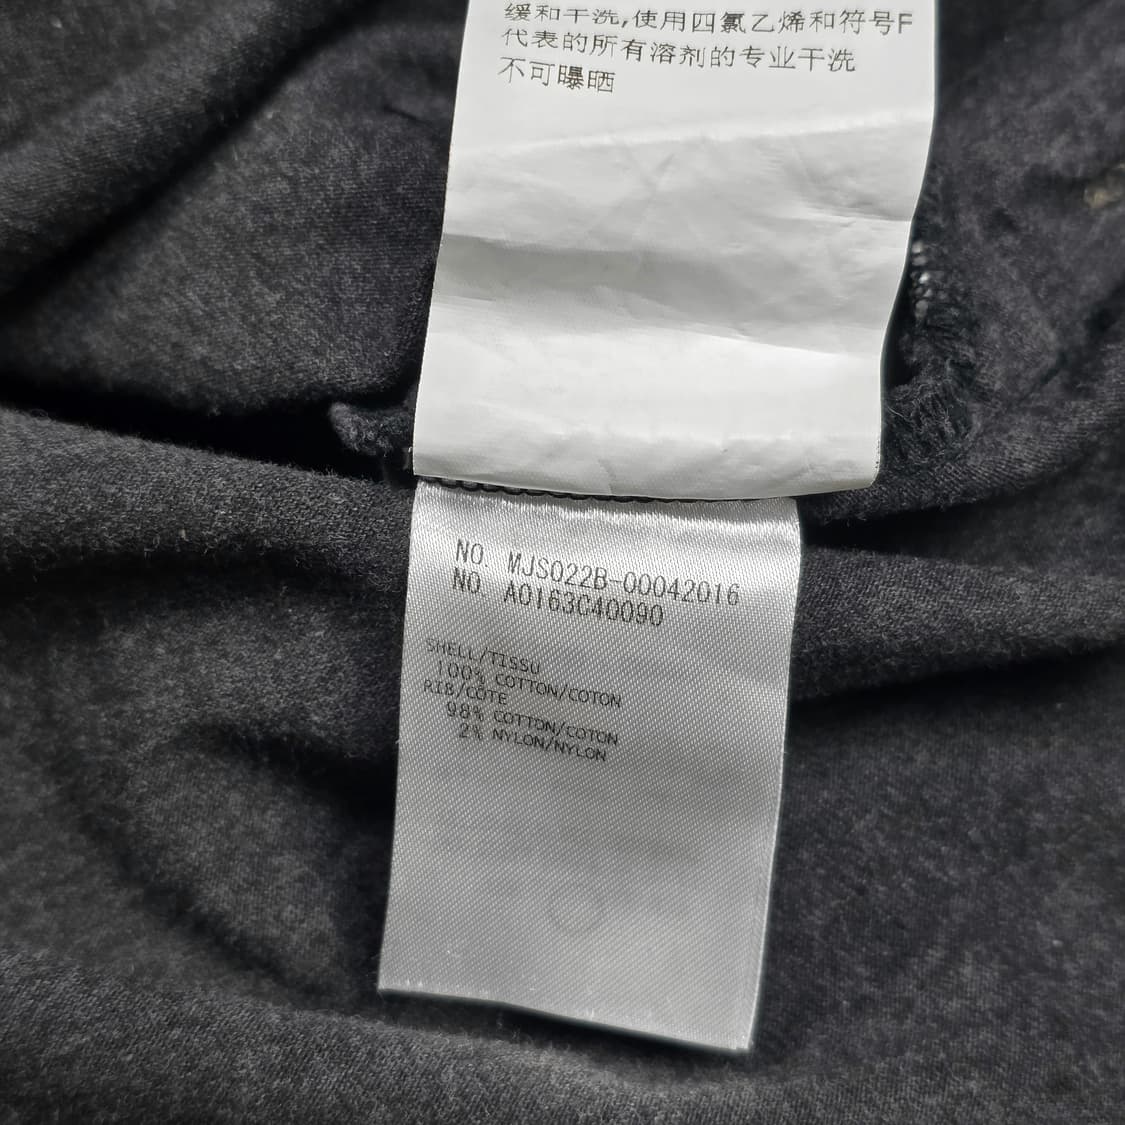 缓和干洗,使用四氯乙烯和符号F
代表的所有溶剂的专业干洗
不可曝晒
NO. MJS022B-00042016
NO. A0163C40090
SHELL/TISSU
100% COTTON/COTON
RIB/CÔTE
98% COTTON/COTON
2% NYLON/NYLON